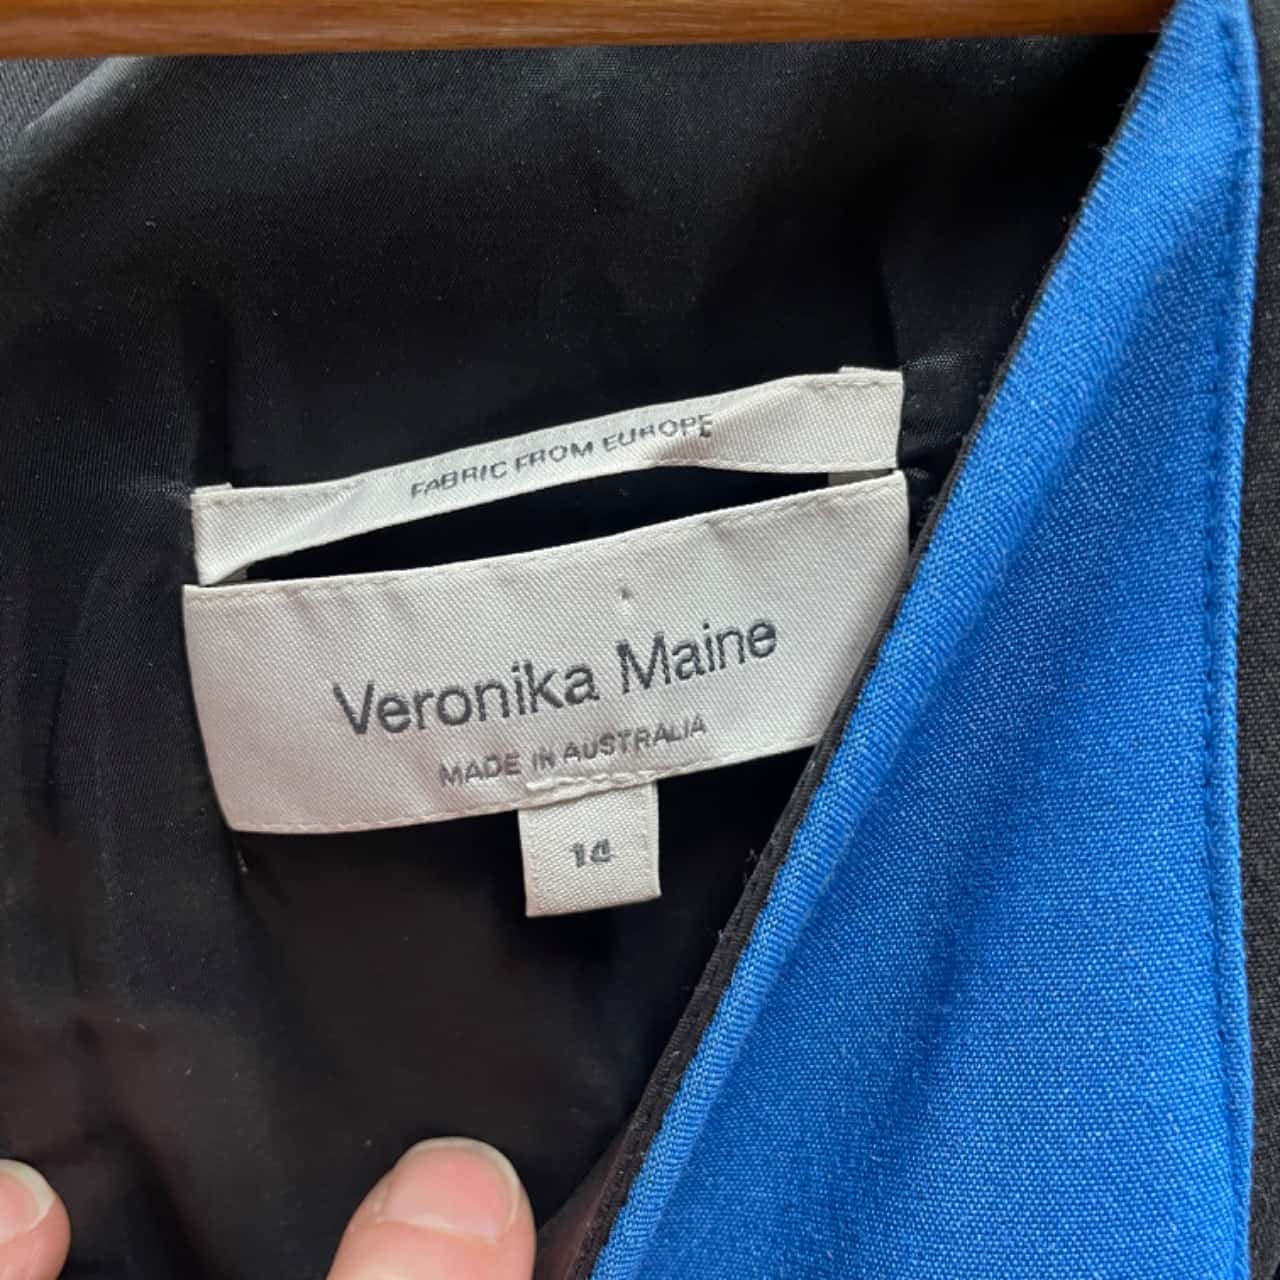 FABRIC FROM EUROPE
Veronika Maine
MADE IN AUSTRALIA
14